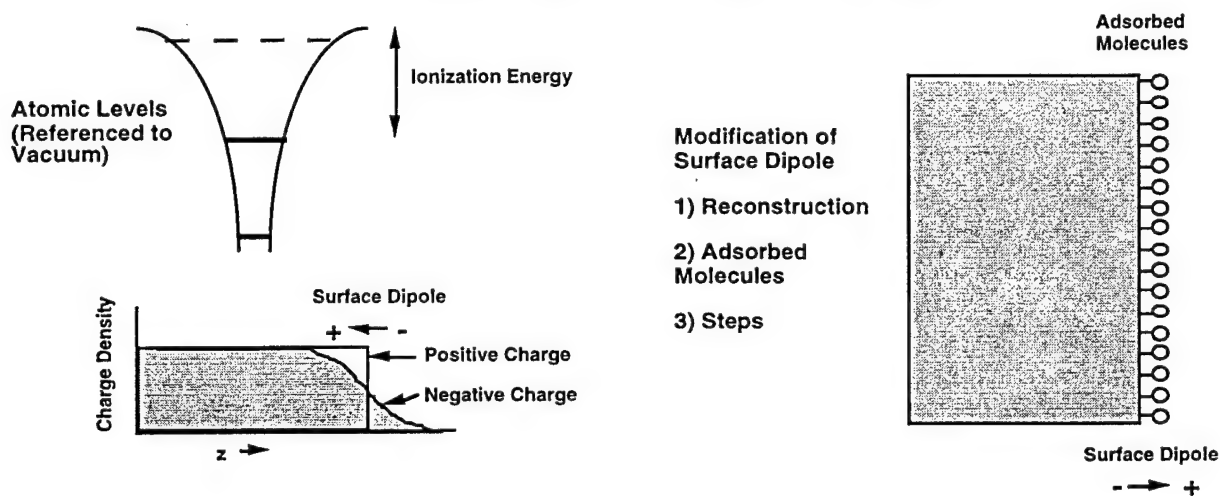 Ionization Energy
Atomic Levels
(Referenced to
Vacuum)
Surface Dipole
+ ← -
Positive Charge
Negative Charge
Charge Density
z →
Modification of
Surface Dipole
1) Reconstruction
2) Adsorbed
Molecules
3) Steps
Adsorbed
Molecules
Surface Dipole
- → +